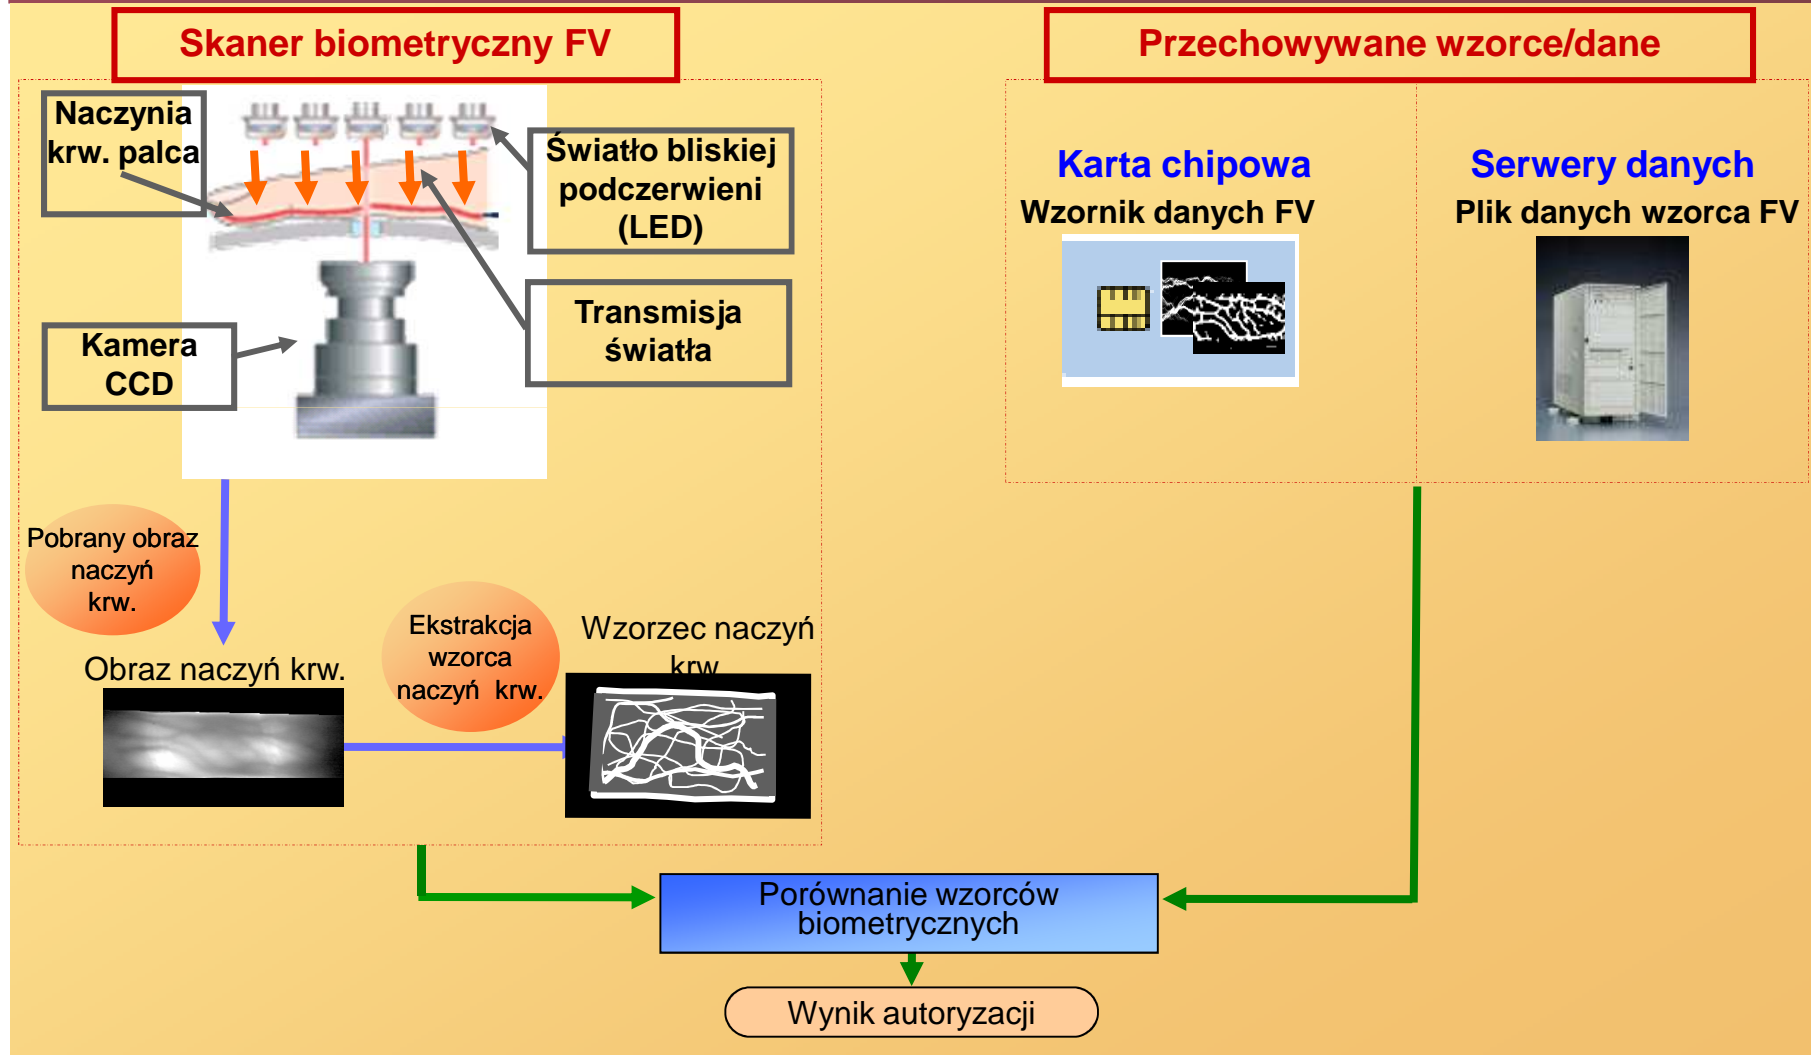 Skaner biometryczny FV
Przechowywane wzorce/dane
Naczynia
krw. palca
Światło bliskiej
podczerwieni
(LED)
Transmisja
światła
Kamera
CCD
Karta chipowa
Wzornik danych FV
Serwery danych
Plik danych wzorca FV
Pobrany obraz
naczyń
krw.
Obraz naczyń krw.
Ekstrakcja
wzorca
naczyń krw.
Wzorzec naczyń
krw
Porównanie wzorców
biometrycznych
Wynik autoryzacji